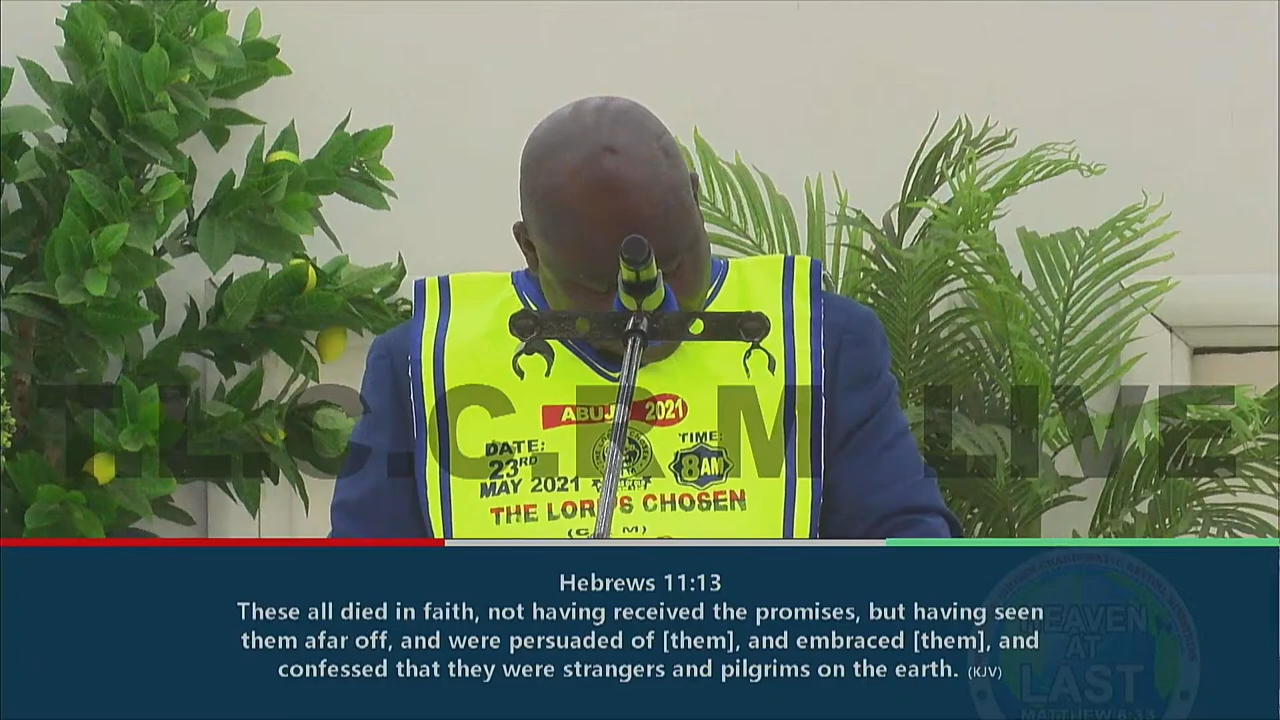 ABUJ 2021
DATE: TIME:
23RD 8AM
MAY 2021
THE LORD'S CHOSEN
T.L.C.C.R.M LIVE
Hebrews 11:13
These all died in faith, not having received the promises, but having seen
them afar off, and were persuaded of [them], and embraced [them], and
confessed that they were strangers and pilgrims on the earth. (KJV)
HEAVEN
AT
LAST
MATTHEW 6:33